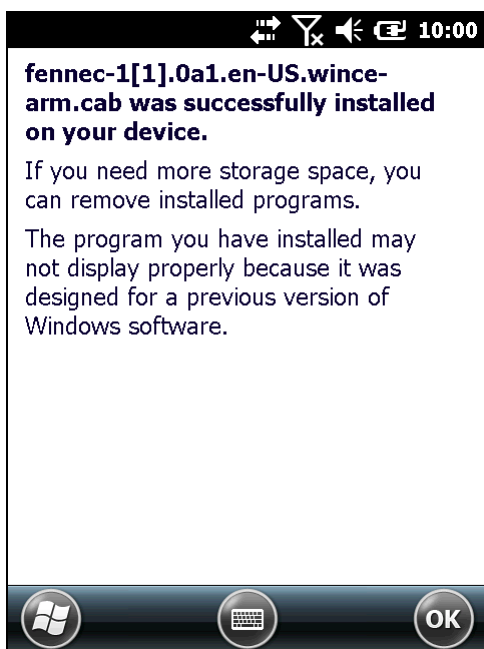 10:00
fennec-1[1].0a1.en-US.wince-
arm.cab was successfully installed
on your device.
If you need more storage space, you
can remove installed programs.
The program you have installed may
not display properly because it was
designed for a previous version of
Windows software.
OK